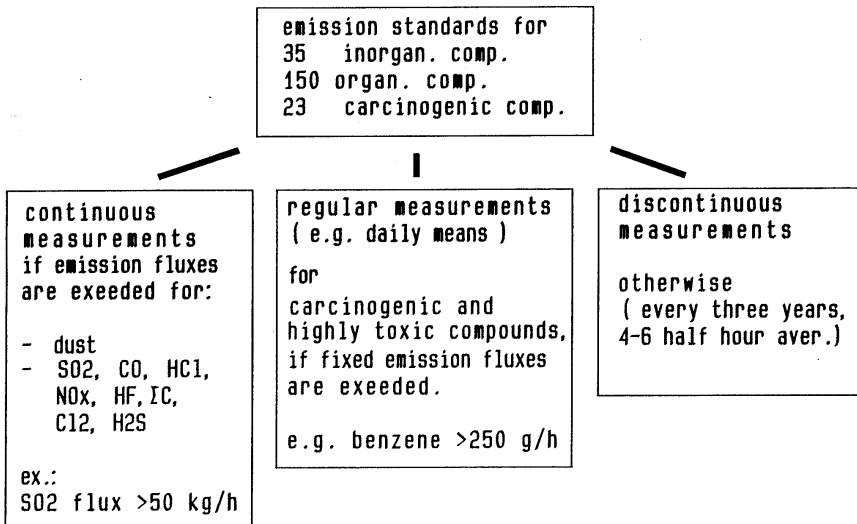 emission standards for
35 inorgan. comp.
150 organ. comp.
23 carcinogenic comp.
continuous
measurements
if emission fluxes
are exeeded for:
- dust
- SO2, CO, HCl,
NOx, HF, ΣC,
Cl2, H2S
ex.:
SO2 flux >50 kg/h
regular measurements
( e.g. daily means )
for
carcinogenic and
highly toxic compounds,
if fixed emission fluxes
are exeeded.
e.g. benzene >250 g/h
discontinuous
measurements
otherwise
( every three years,
4-6 half hour aver.)